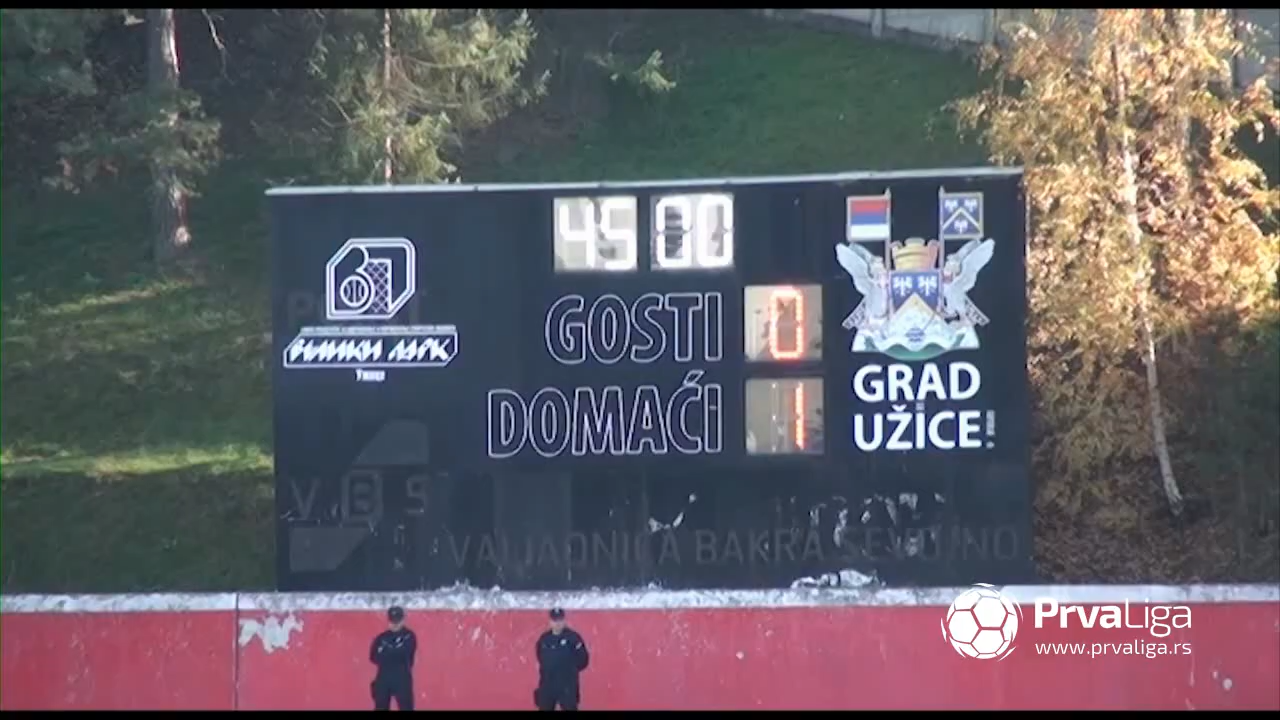 45 00
GOSTI 0
DOMAĆI 1
GRAD
UŽICE
V B S
VALJAONICA BAKRA SEVOJNO
PrvaLiga
www.prvaliga.rs